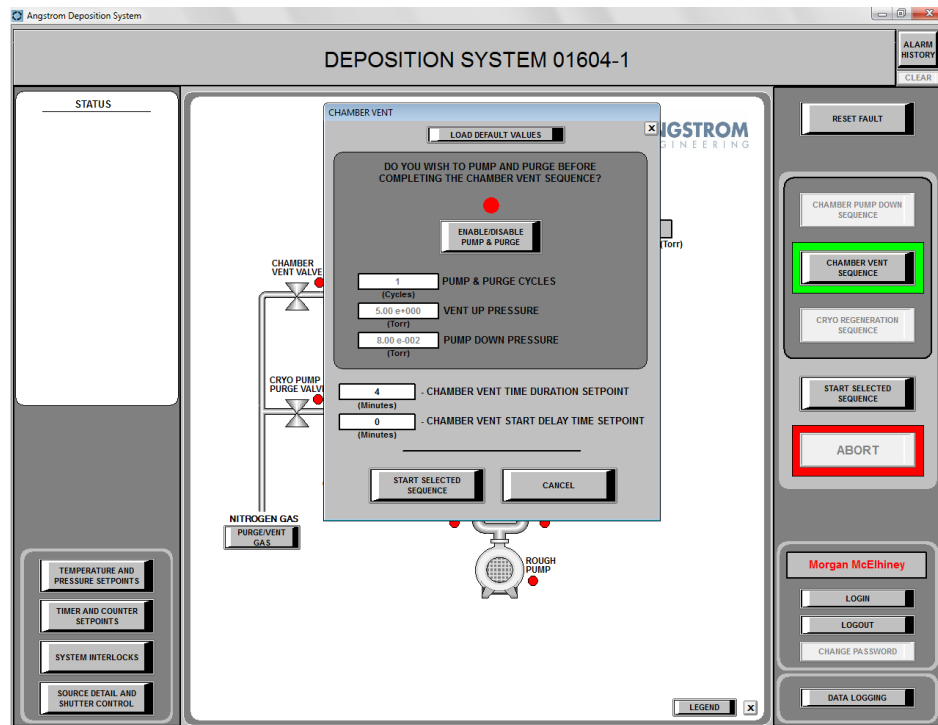 Angstrom Deposition System
DEPOSITION SYSTEM 01604-1
ALARM
HISTORY
CLEAR
STATUS
CHAMBER VENT
LOAD DEFAULT VALUES
X
DO YOU WISH TO PUMP AND PURGE BEFORE
COMPLETING THE CHAMBER VENT SEQUENCE?
ENABLE/DISABLE
PUMP & PURGE
1
PUMP & PURGE CYCLES
(Cycles)
5.00 e+000
VENT UP PRESSURE
(Torr)
8.00 e-002
PUMP DOWN PRESSURE
(Torr)
4
- CHAMBER VENT TIME DURATION SETPOINT
(Minutes)
0
- CHAMBER VENT START DELAY TIME SETPOINT
(Minutes)
START SELECTED
SEQUENCE
CANCEL
NGSTROM
GINEERING
(Torr)
CHAMBER
VENT VALVE
CRYO PUMP
PURGE VALV
NITROGEN GAS
PURGE/VENT
GAS
ROUGH
PUMP
LEGEND
X
TEMPERATURE AND
PRESSURE SETPOINTS
TIMER AND COUNTER
SETPOINTS
SYSTEM INTERLOCKS
SOURCE DETAIL AND
SHUTTER CONTROL
RESET FAULT
CHAMBER PUMP DOWN
SEQUENCE
CHAMBER VENT
SEQUENCE
CRYO REGENERATION
SEQUENCE
START SELECTED
SEQUENCE
ABORT
Morgan McElhiney
LOGIN
LOGOUT
CHANGE PASSWORD
DATA LOGGING